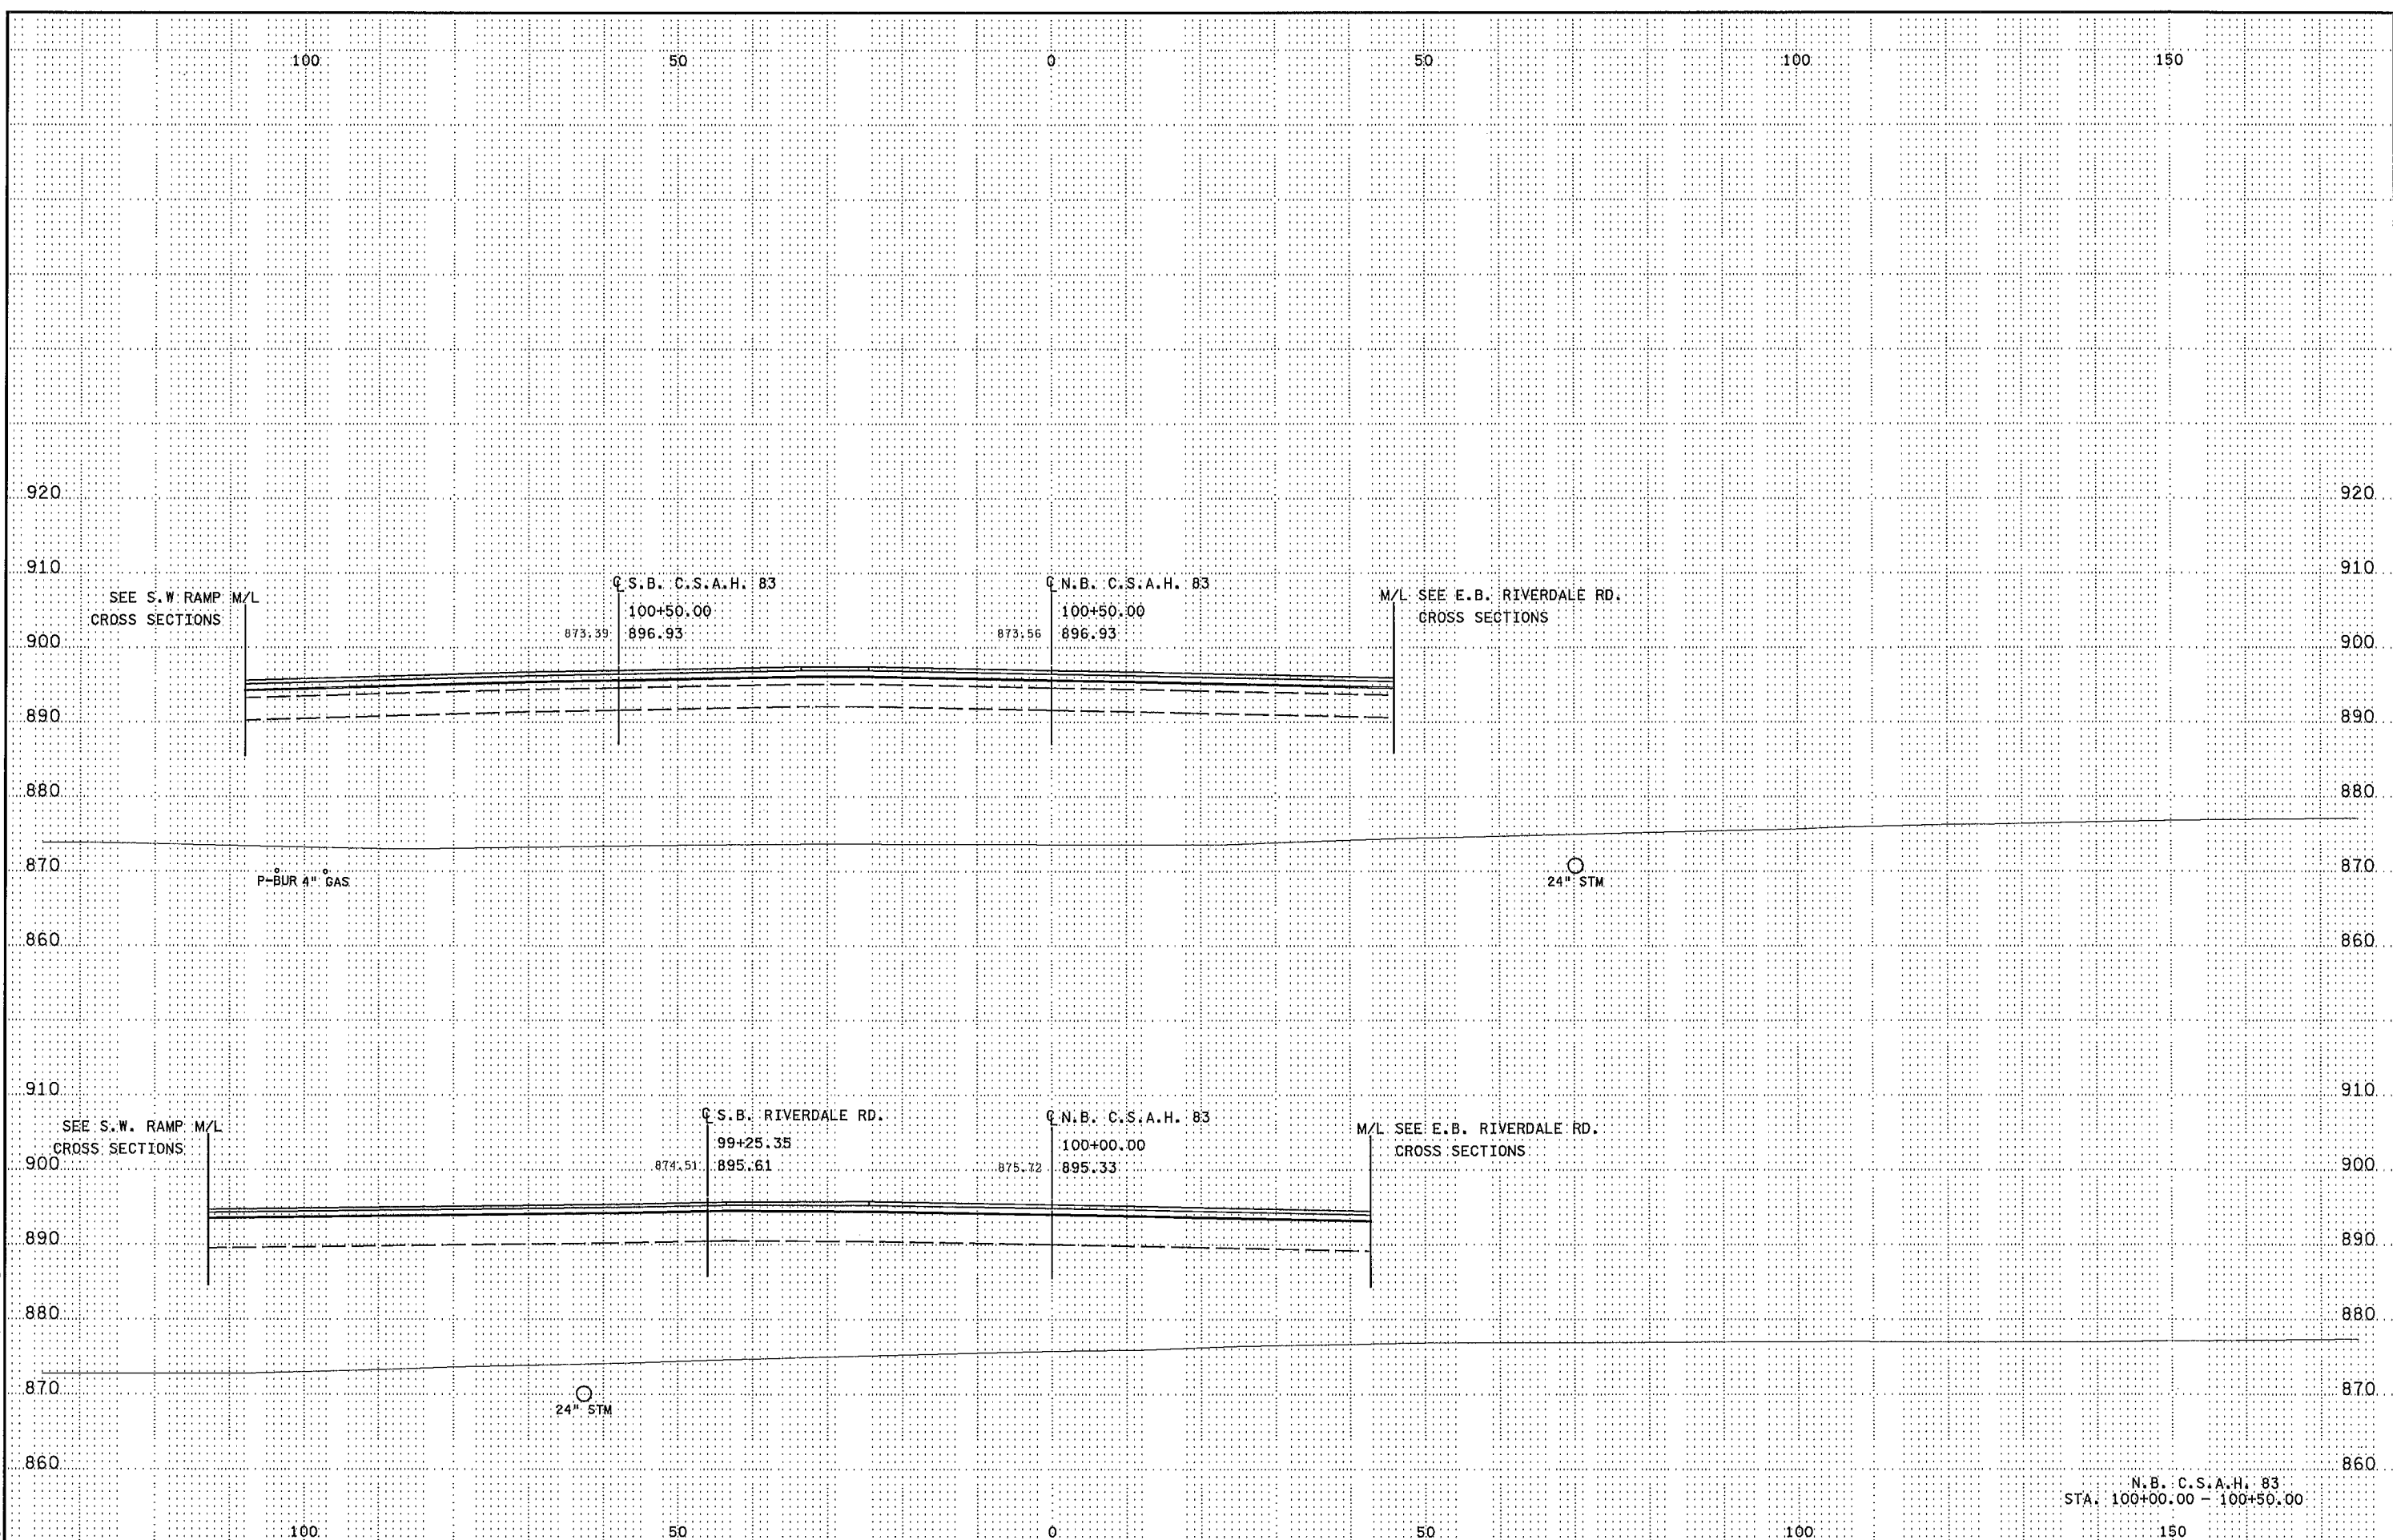 100 50 0 50 100 150
920 920
910 910
℄ S.B. C.S.A.H. 83 ℄ N.B. C.S.A.H. 83
SEE S.W RAMP M/L M/L SEE E.B. RIVERDALE RD.
100+50.00 100+50.00
CROSS SECTIONS CROSS SECTIONS
873.39 896.93 873.56 896.93
900 900
890 890
880 880
870 870
P-BUR 4" GAS 24" STM
860 860
910 910
℄ S.B. RIVERDALE RD. ℄ N.B. C.S.A.H. 83
SEE S.W. RAMP M/L M/L SEE E.B. RIVERDALE RD.
99+25.35 100+00.00
CROSS SECTIONS CROSS SECTIONS
874.51 895.61 875.72 895.33
900 900
890 890
880 880
870 870
24" STM
860 860
N.B. C.S.A.H. 83
STA. 100+00.00 - 100+50.00
100 50 0 50 100 150